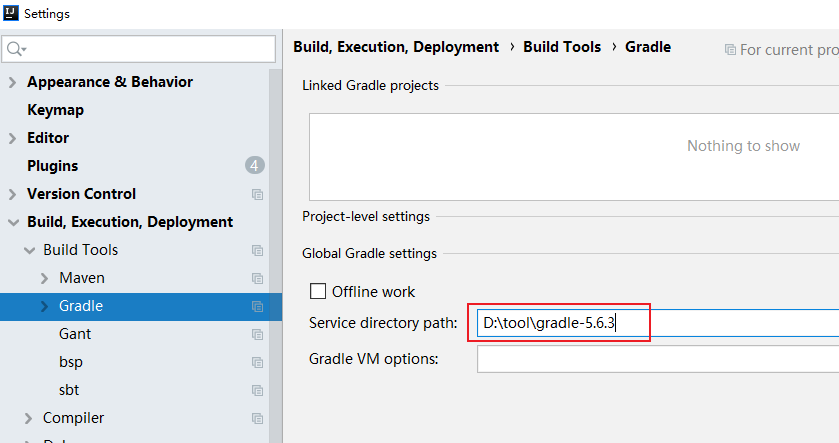 Settings
Build, Execution, Deployment › Build Tools › Gradle
For current pro
Appearance & Behavior
Keymap
Editor
Plugins 4
Version Control
Build, Execution, Deployment
Build Tools
Maven
Gradle
Gant
bsp
sbt
Compiler
Linked Gradle projects
Nothing to show
Project-level settings
Global Gradle settings
Offline work
Service directory path: D:\tool\gradle-5.6.3
Gradle VM options: